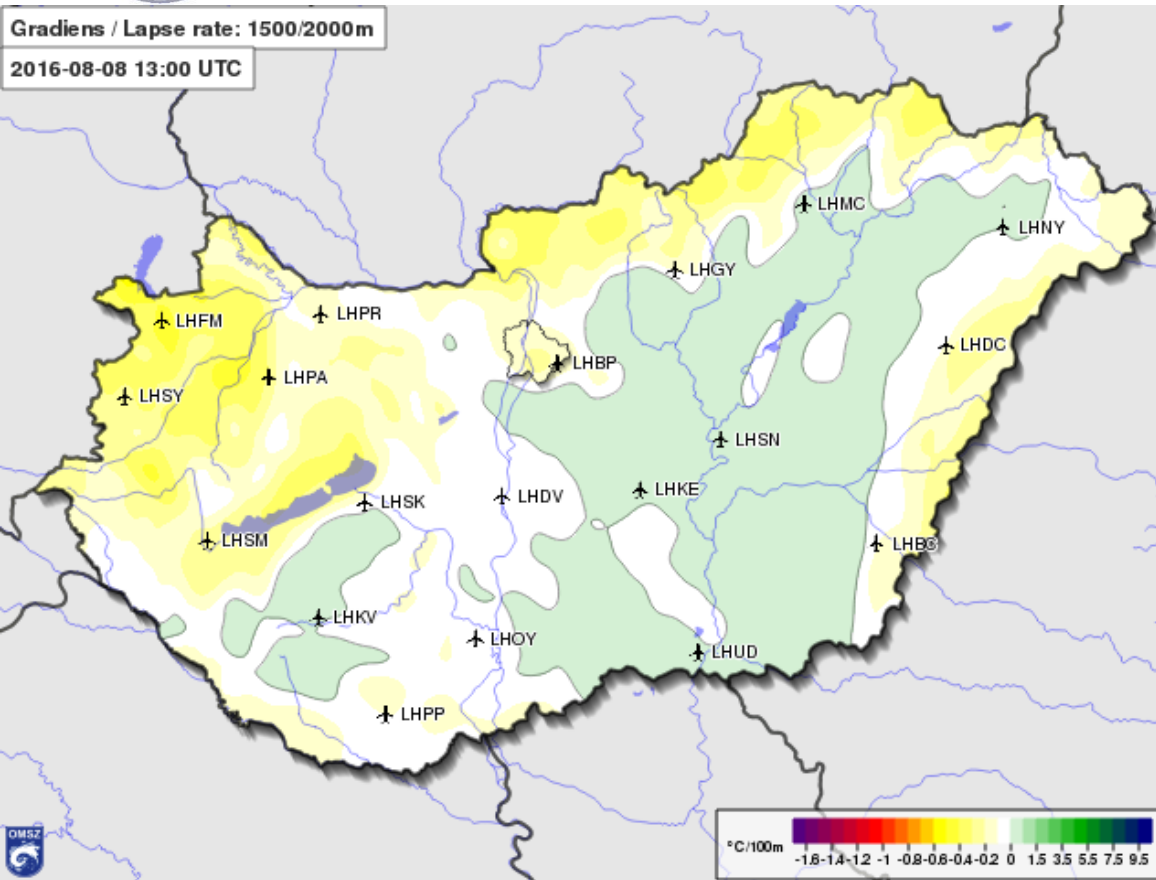 Gradiens / Lapse rate: 1500/2000m
2016-08-08 13:00 UTC
LHMC
LHNY
LHGY
LHFM
LHPR
LHDC
LHBP
LHPA
LHSY
LHSN
LHKE
LHDV
LHSK
LHSM
LHBC
LHKV
LHOY
LHUD
LHPP
OMSZ
°C/100m
-1.6 -1.4 -1.2 -1 -0.8 -0.6 -0.4 -0.2 0 1.5 3.5 5.5 7.5 9.5